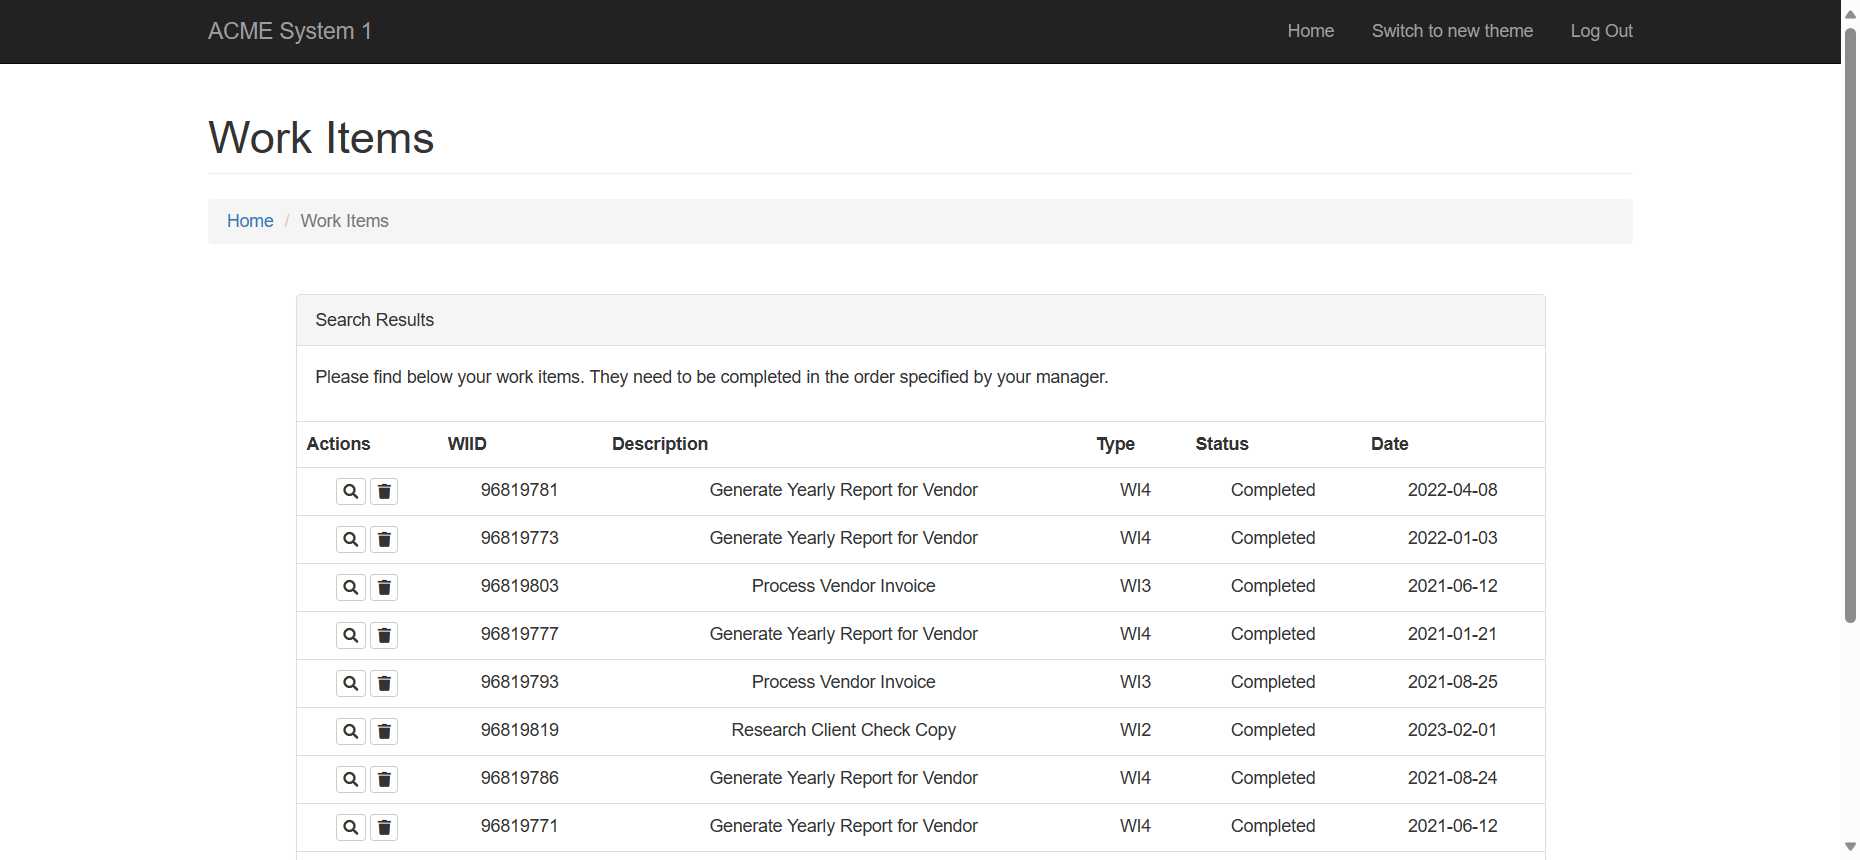 ACME System 1 Home Switch to new theme Log Out
Work Items
Home / Work Items
Search Results
Please find below your work items. They need to be completed in the order specified by your manager.
Actions WIID Description Type Status Date
96819781 Generate Yearly Report for Vendor WI4 Completed 2022-04-08
96819773 Generate Yearly Report for Vendor WI4 Completed 2022-01-03
96819803 Process Vendor Invoice WI3 Completed 2021-06-12
96819777 Generate Yearly Report for Vendor WI4 Completed 2021-01-21
96819793 Process Vendor Invoice WI3 Completed 2021-08-25
96819819 Research Client Check Copy WI2 Completed 2023-02-01
96819786 Generate Yearly Report for Vendor WI4 Completed 2021-08-24
96819771 Generate Yearly Report for Vendor WI4 Completed 2021-06-12